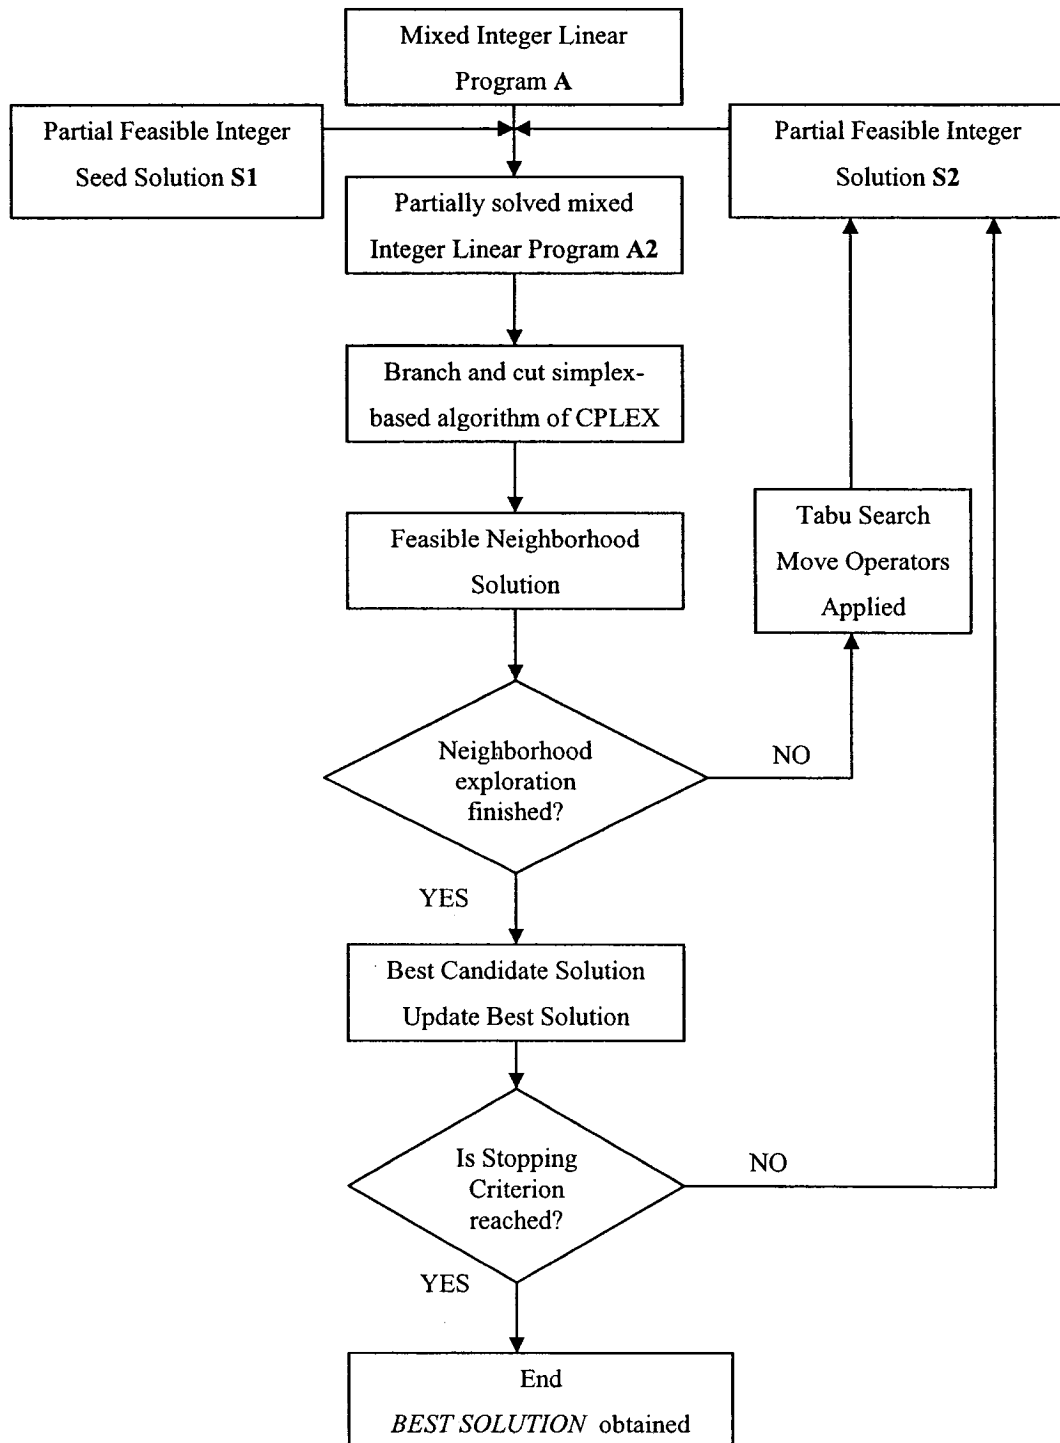 Mixed Integer Linear
Program A
Partial Feasible Integer
Seed Solution S1
Partial Feasible Integer
Solution S2
Partially solved mixed
Integer Linear Program A2
Branch and cut simplex-
based algorithm of CPLEX
Feasible Neighborhood
Solution
Tabu Search
Move Operators
Applied
Neighborhood
exploration
finished?
NO
YES
Best Candidate Solution
Update Best Solution
Is Stopping
Criterion
reached?
NO
YES
End
BEST SOLUTION obtained